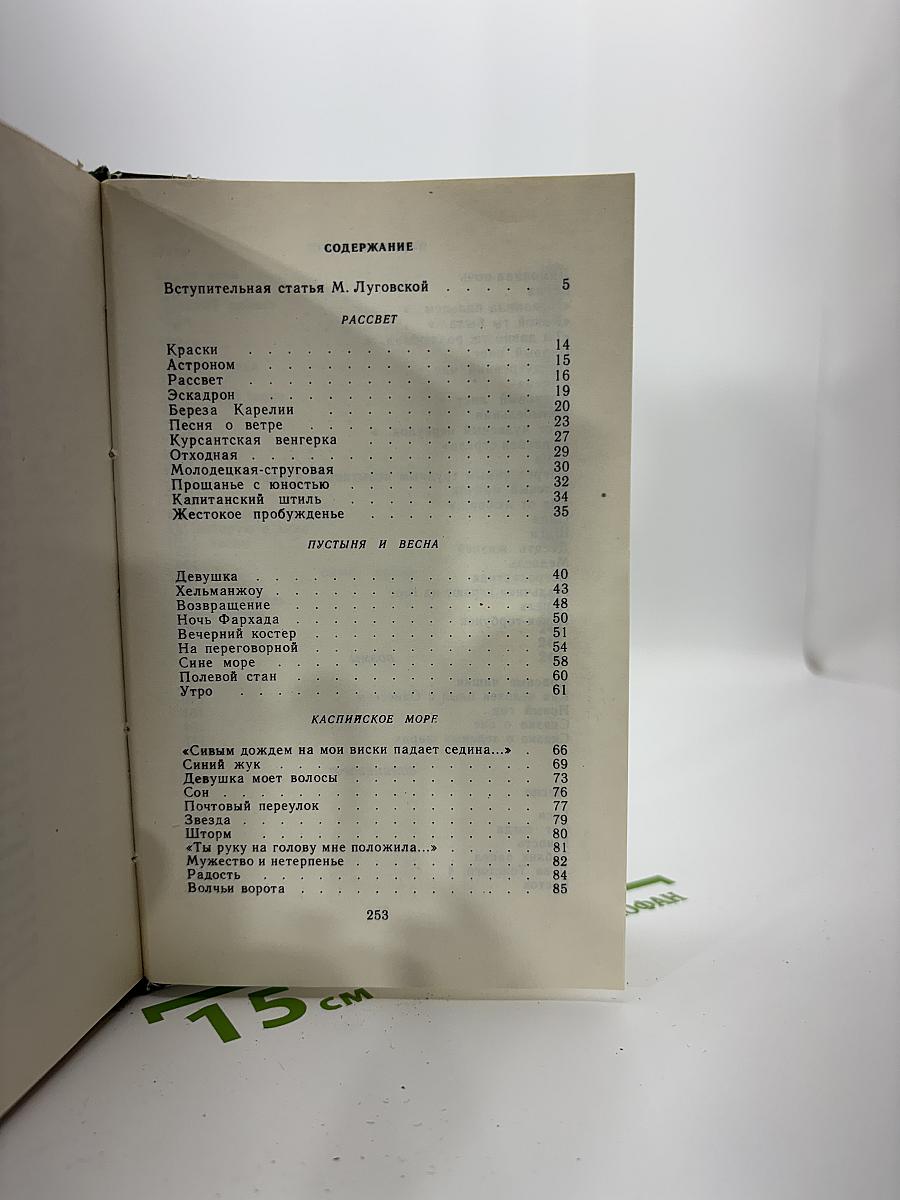 СОДЕРЖАНИЕ
Вступительная статья М. Луговской . . . . . 5
РАССВЕТ
Краски . . . . . . . . . . . . . . 14
Астроном . . . . . . . . . . . . . 15
Рассвет . . . . . . . . . . . . . . 16
Эскадрон . . . . . . . . . . . . . 19
Береза Карелии . . . . . . . . . . 20
Песня о ветре . . . . . . . . . . . 23
Курсантская венгерка . . . . . . . . 27
Отходная . . . . . . . . . . . . . 29
Молодецкая-струговая . . . . . . . . 30
Прощанье с юностью . . . . . . . . . 32
Капитанский штиль . . . . . . . . . 34
Жестокое пробужденье . . . . . . . . 35
ПУСТЫНЯ И ВЕСНА
Девушка . . . . . . . . . . . . . 40
Хельманжоу . . . . . . . . . . . . 43
Возвращение . . . . . . . . . . . . 48
Ночь Фархада . . . . . . . . . . . 50
Вечерний костер . . . . . . . . . . 51
На переговорной . . . . . . . . . . 54
Сине море . . . . . . . . . . . . 58
Полевой стан . . . . . . . . . . . 60
Утро . . . . . . . . . . . . . . 61
КАСПИЙСКОЕ МОРЕ
«Сивым дождем на мои виски падает седина...» . 66
Синий жук . . . . . . . . . . . . 69
Девушка моет волосы . . . . . . . . 73
Сон . . . . . . . . . . . . . . . 76
Почтовый переулок . . . . . . . . . 77
Звезда . . . . . . . . . . . . . . 79
Шторм . . . . . . . . . . . . . . 80
«Ты руку на голову мне положила...» . . . . 81
Мужество и нетерпенье . . . . . . . . 82
Радость . . . . . . . . . . . . . 84
Волчьи ворота . . . . . . . . . . . 85
253
15 см